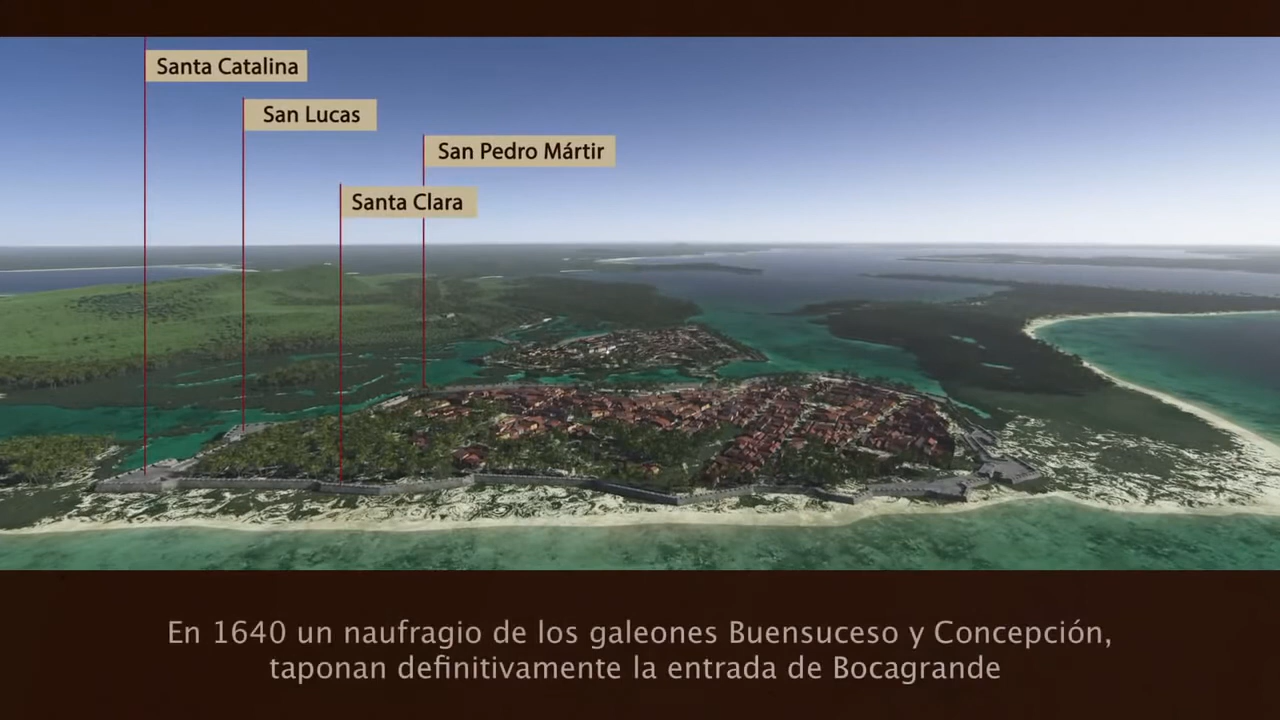 Santa Catalina
San Lucas
San Pedro Mártir
Santa Clara
En 1640 un naufragio de los galeones Buensuceso y Concepción,
taponan definitivamente la entrada de Bocagrande